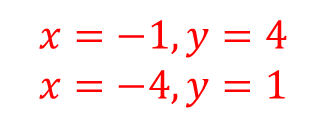 x = −1, y = 4
x = −4, y = 1